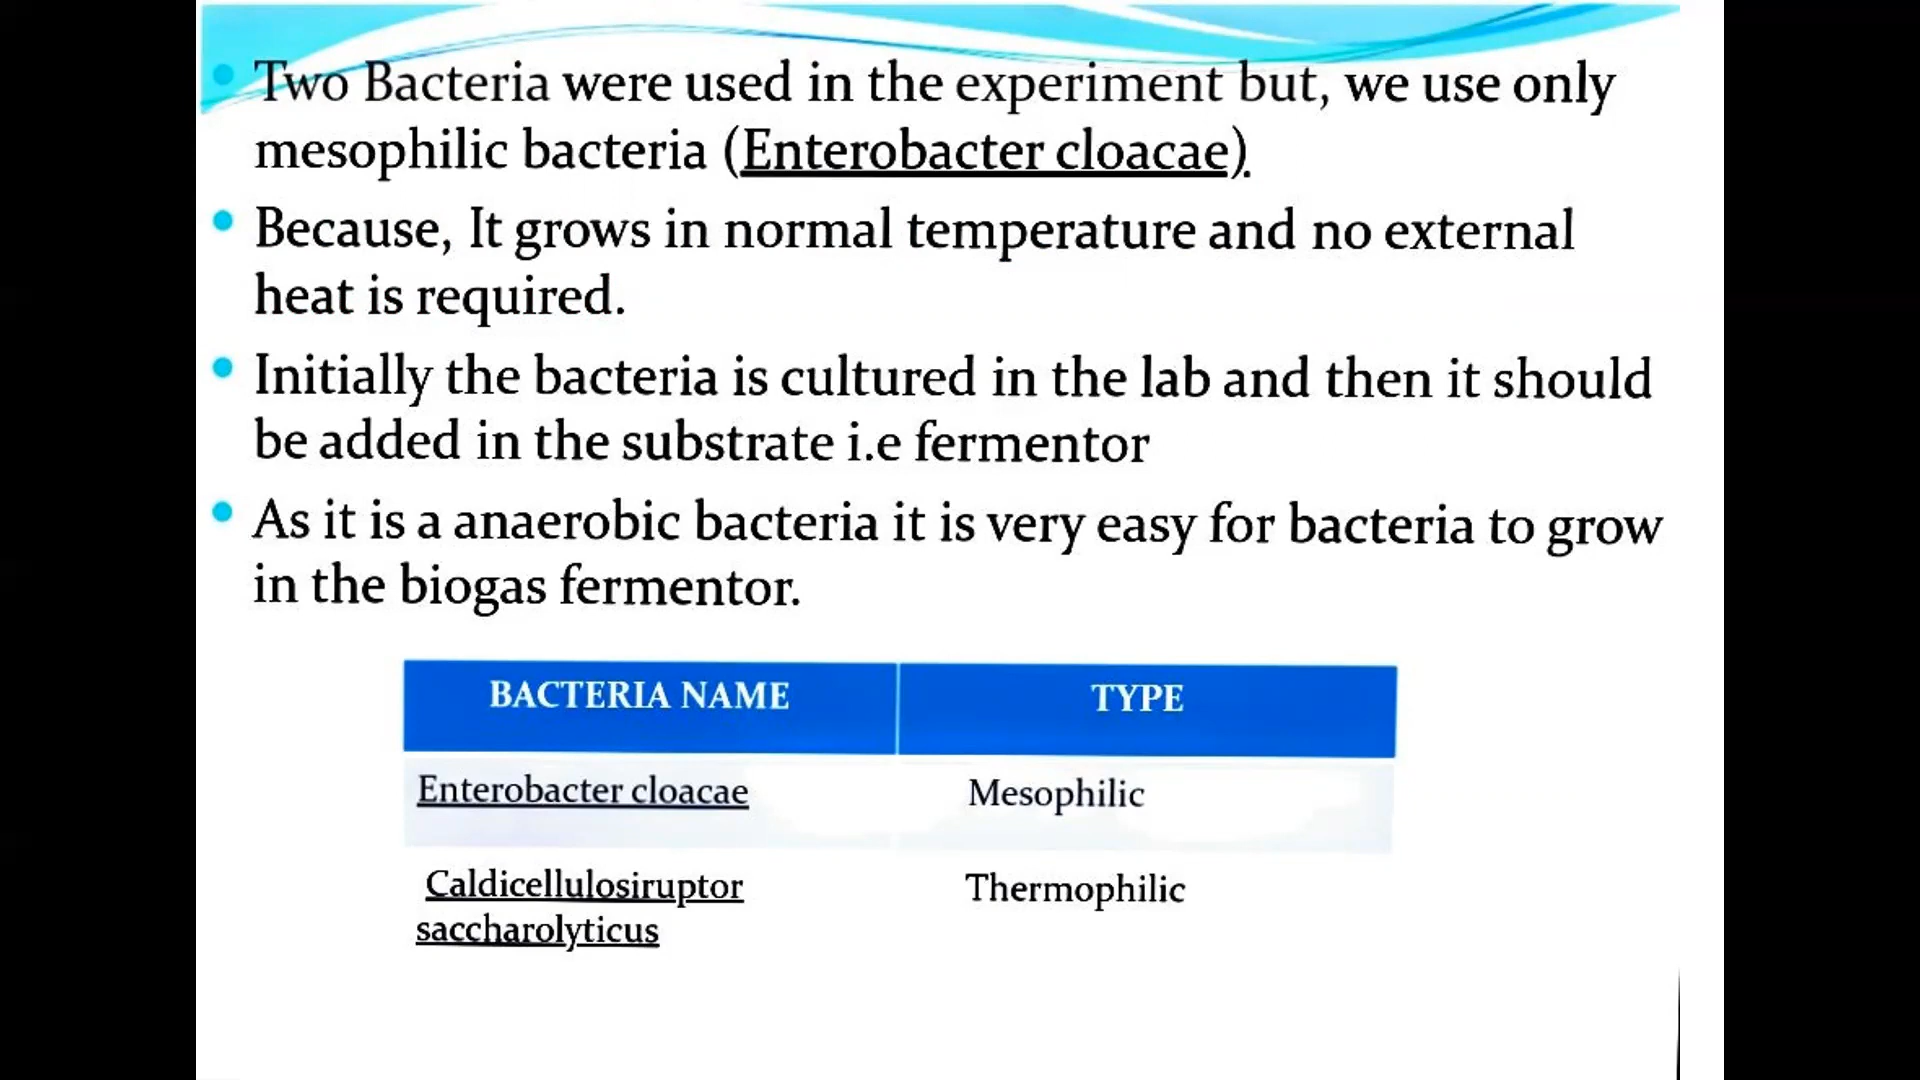 Two Bacteria were used in the experiment but, we use only
mesophilic bacteria (Enterobacter cloacae).
Because, It grows in normal temperature and no external
heat is required.
Initially the bacteria is cultured in the lab and then it should
be added in the substrate i.e fermentor
As it is a anaerobic bacteria it is very easy for bacteria to grow
in the biogas fermentor.
BACTERIA NAME TYPE
Enterobacter cloacae Mesophilic
Caldicellulosiruptor Thermophilic
saccharolyticus